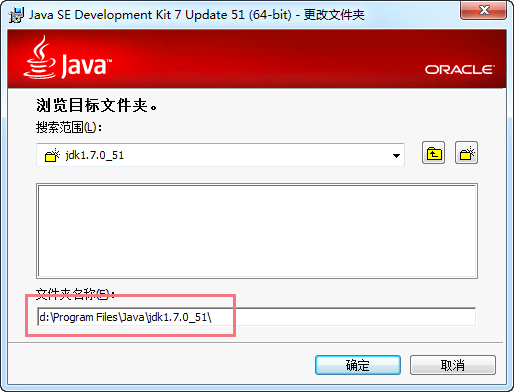 Java SE Development Kit 7 Update 51 (64-bit) - 更改文件夹
Java™
ORACLE
浏览目标文件夹。
搜索范围(L):
jdk1.7.0_51
文件夹名称(F):
d:\Program Files\Java\jdk1.7.0_51\
确定
取消